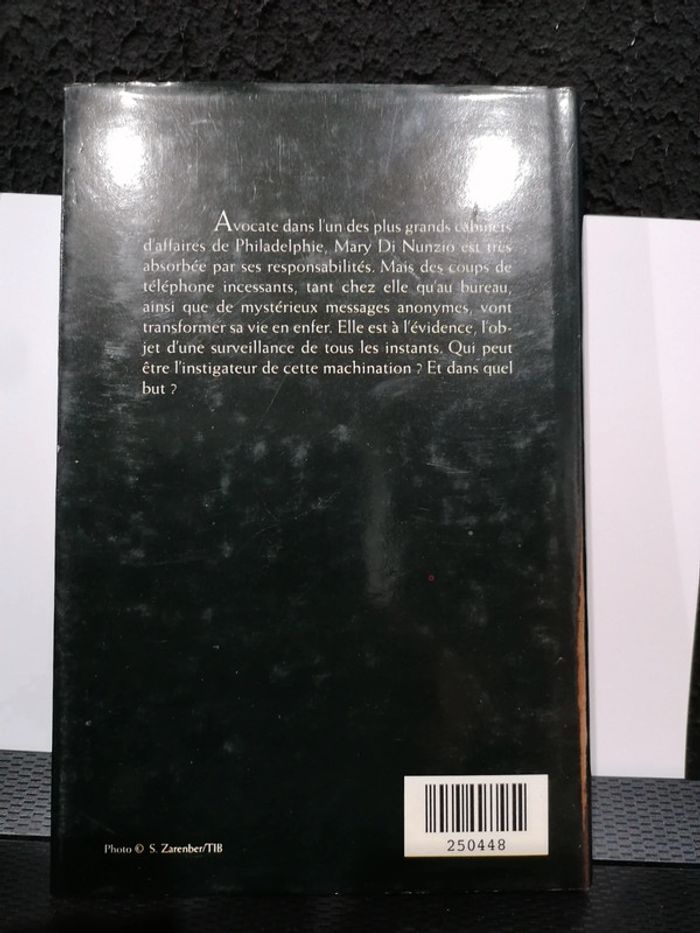 Avocate dans l'un des plus grands cabinets
d'affaires de Philadelphie, Mary Di Nunzio est très
absorbée par ses responsabilités. Mais des coups de
téléphone incessants, tant chez elle qu'au bureau,
ainsi que de mystérieux messages anonymes, vont
transformer sa vie en enfer. Elle est à l'évidence, l'ob-
jet d'une surveillance de tous les instants. Qui peut
être l'instigateur de cette machination ? Et dans quel
but ?
Photo © S. Zarenber/TIB
250448